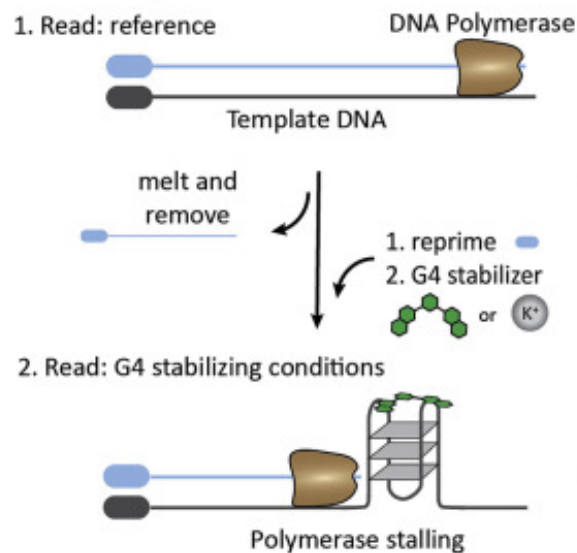 1. Read: reference
DNA Polymerase
Template DNA
melt and
remove
1. reprime
2. G4 stabilizer
or K+
2. Read: G4 stabilizing conditions
Polymerase stalling